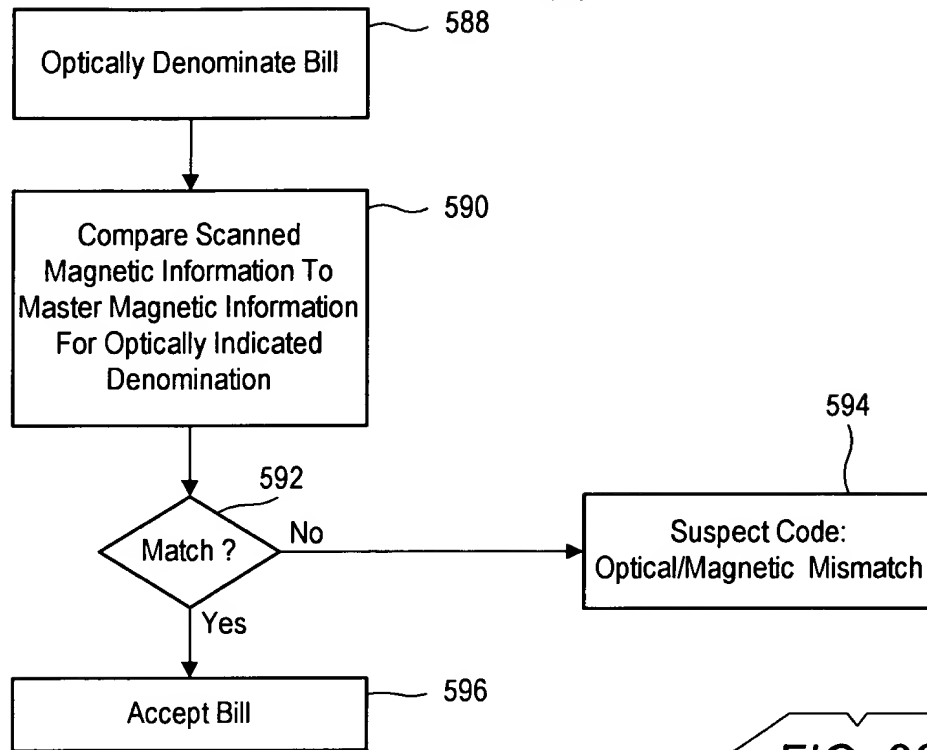 588
Optically Denominate Bill
590
Compare Scanned
Magnetic Information To
Master Magnetic Information
For Optically Indicated
Denomination
594
592
Match ?
No
Suspect Code:
Optical/Magnetic Mismatch
Yes
596
Accept Bill
FIG.